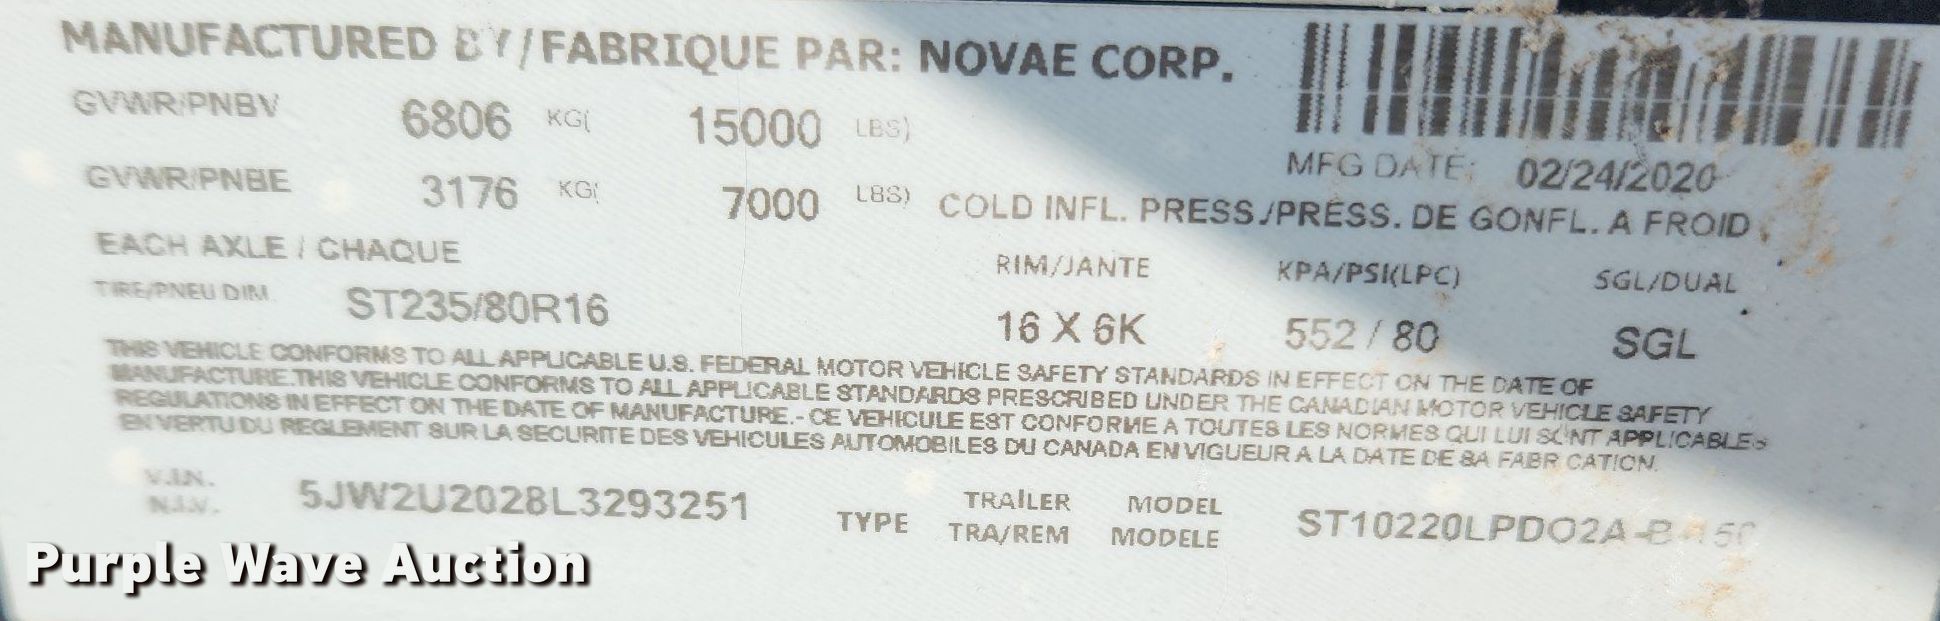 MANUFACTURED BY/FABRIQUE PAR: NOVAE CORP.
GVWR/PNBV 6806 KG( 15000 LBS)
MFG DATE: 02/24/2020
GVWR/PNBE 3176 KG( 7000 LBS) COLD INFL. PRESS./PRESS. DE GONFL. A FROID
EACH AXLE / CHAQUE RIM/JANTE KPA/PSI(LPC) SGL/DUAL
TIRE/PNEU DIM ST235/80R16 16 X 6K 552 / 80 SGL
THIS VEHICLE CONFORMS TO ALL APPLICABLE U.S. FEDERAL MOTOR VEHICLE SAFETY STANDARDS IN EFFECT ON THE DATE OF
MANUFACTURE.THIS VEHICLE CONFORMS TO ALL APPLICABLE STANDARDS PRESCRIBED UNDER THE CANADIAN MOTOR VEHICLE SAFETY
REGULATIONS IN EFFECT ON THE DATE OF MANUFACTURE.- CE VEHICULE EST CONFORME A TOUTES LES NORMES QUI LUI SONT APPLICABLES
EN VERTU DU REGLEMENT SUR LA SECURITE DES VEHICULES AUTOMOBILES DU CANADA EN VIGUEUR A LA DATE DE SA FABRICATION.
V.I.N. 5JW2U2028L3293251 TYPE TRAILER MODEL
N.I.V. TRA/REM MODELE ST10220LPDO2A-B-150
Purple Wave Auction